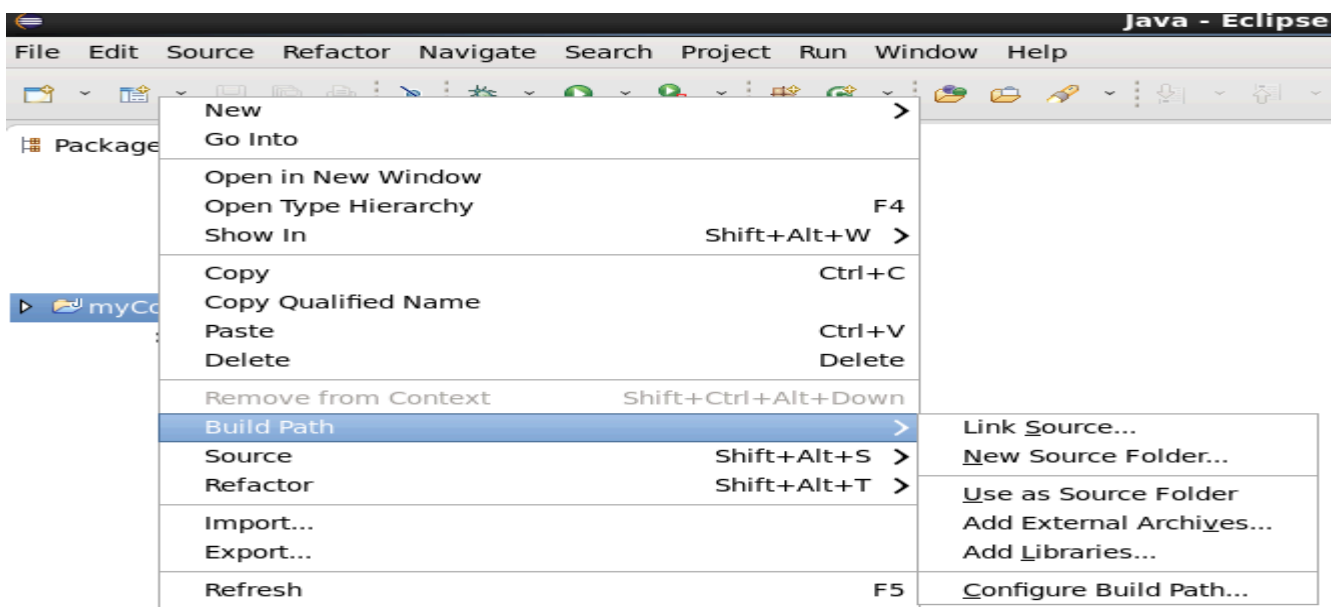 Java - Eclipse
File Edit Source Refactor Navigate Search Project Run Window Help
New
Go Into
Package
Open in New Window
Open Type Hierarchy F4
Show In Shift+Alt+W
Copy Ctrl+C
Copy Qualified Name
myCo
Paste Ctrl+V
Delete Delete
Remove from Context Shift+Ctrl+Alt+Down
Build Path
Link Source...
Source Shift+Alt+S
New Source Folder...
Refactor Shift+Alt+T
Use as Source Folder
Import...
Add External Archives...
Export...
Add Libraries...
Refresh F5
Configure Build Path...